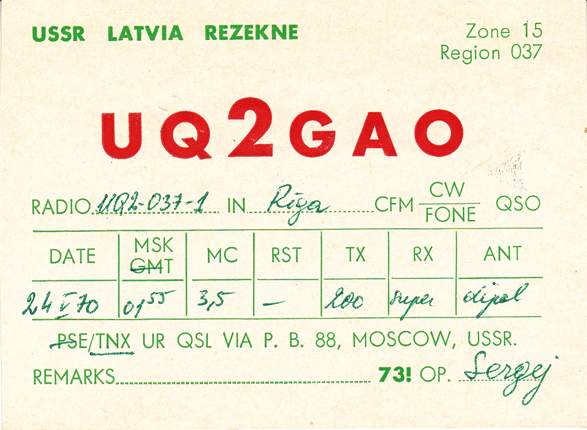 USSR LATVIA REZEKNE Zone 15
Region 037
UQ2GAO
RADIO UQ2-037-1 IN Rīga CFM CW/FONE QSO
DATE MSK GMT MC RST TX RX ANT
24 V 70 01 55 3,5 — 200 super dipol
PSE/TNX UR QSL VIA P. B. 88, MOSCOW, USSR.
REMARKS 73! OP. Sergej